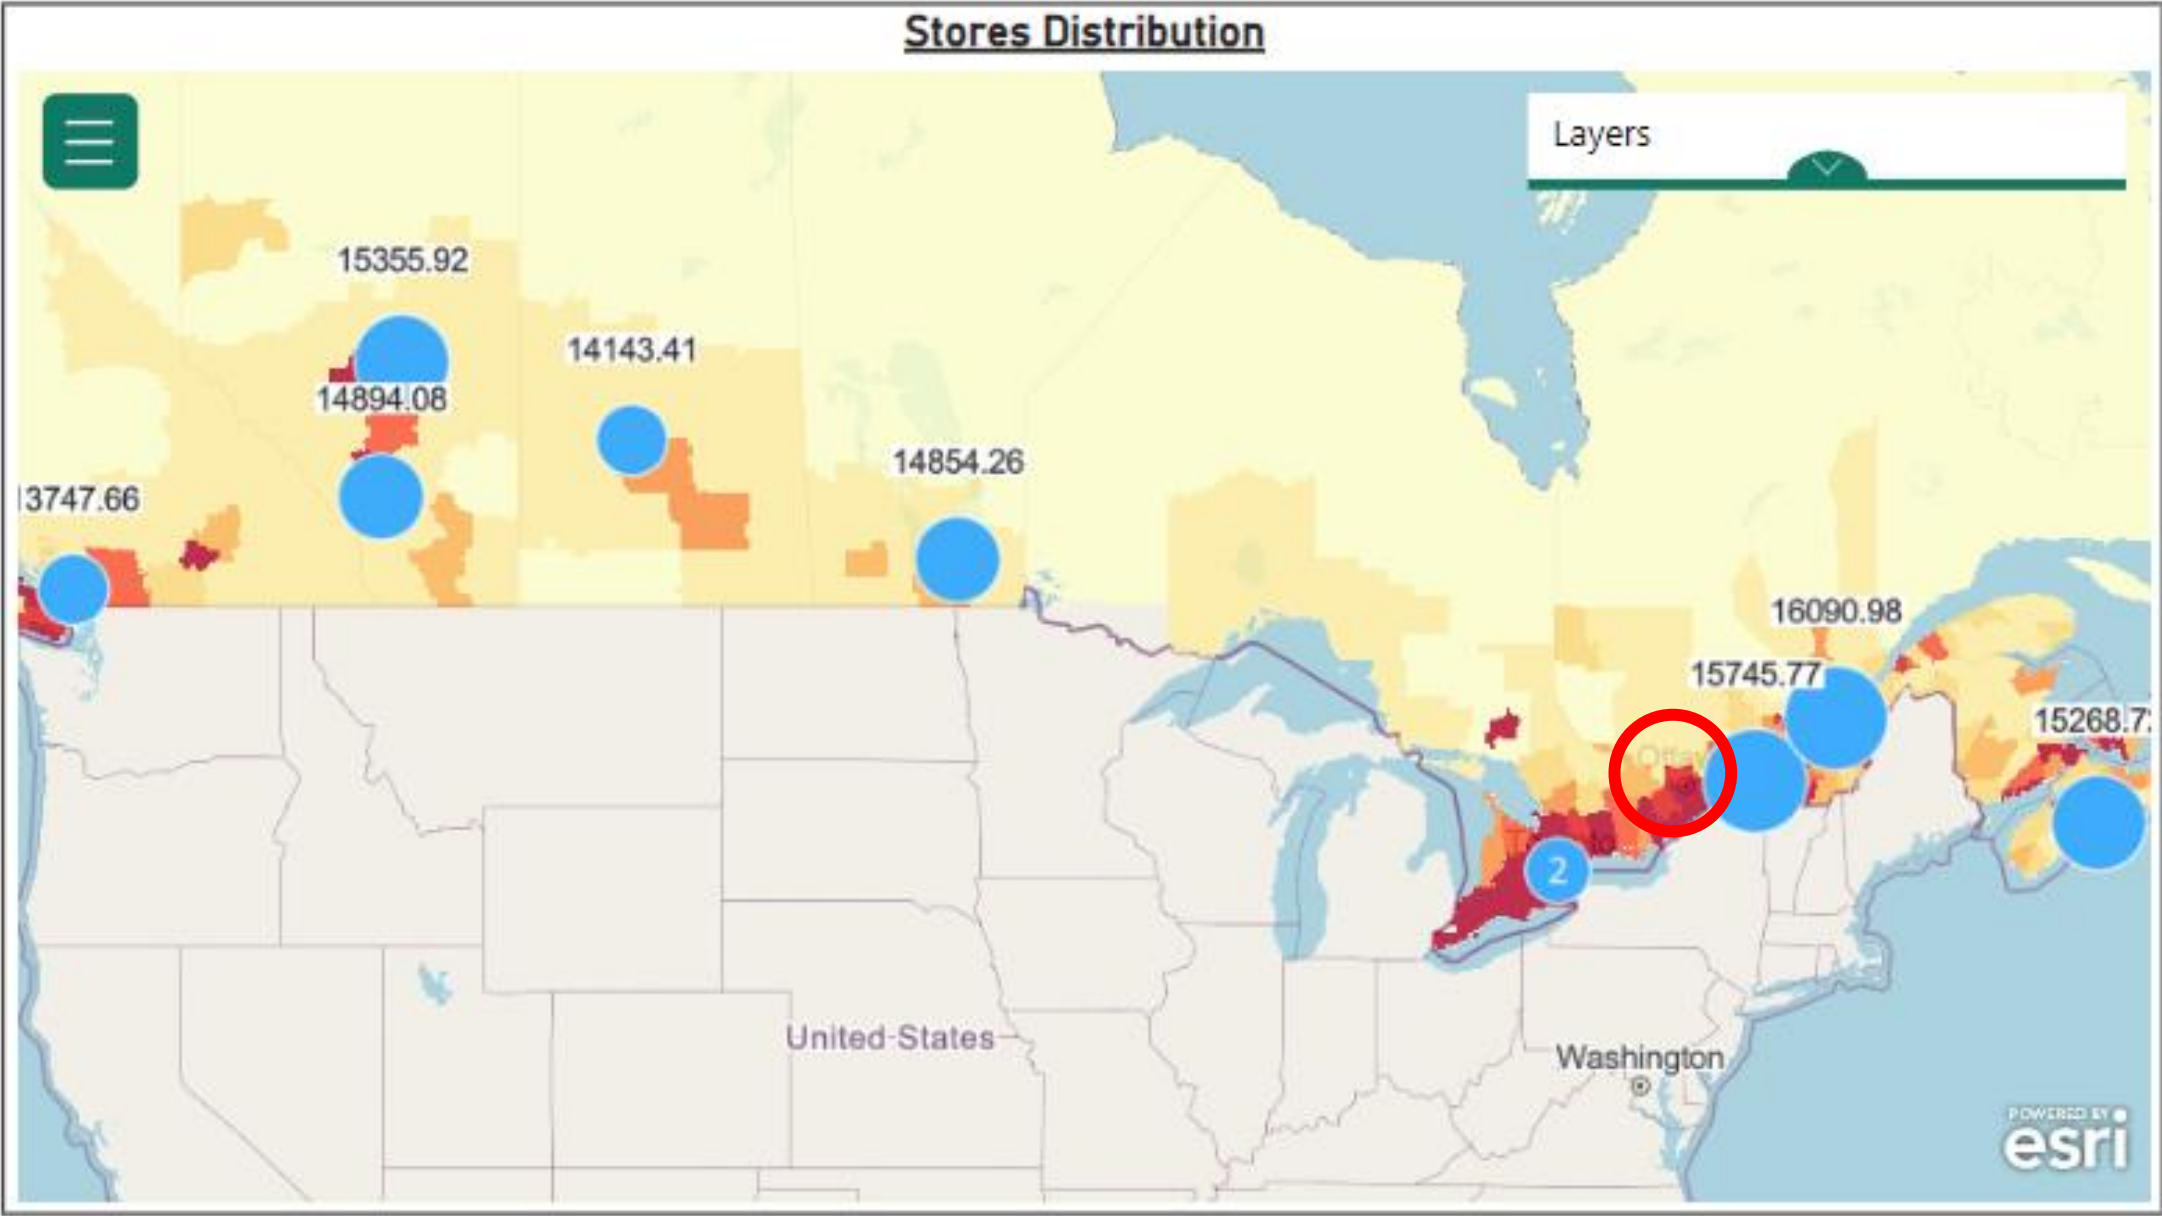 Stores Distribution
Layers
15355.92
14143.41
14894.08
14854.26
13747.66
16090.98
15745.77
15268.7
2
United States
Washington
POWERED BY
esri